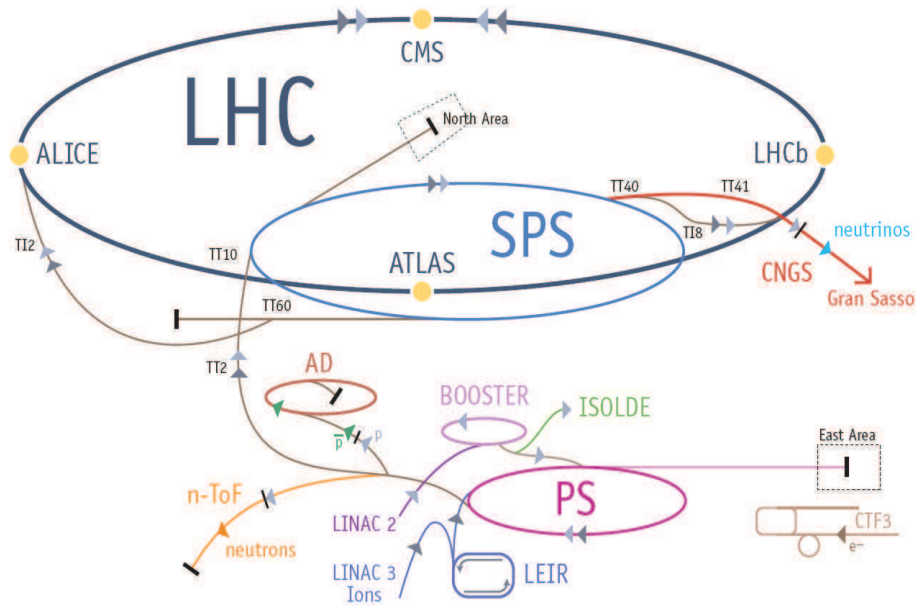 CMS
LHC
North Area
ALICE
LHCb
TT40
TT41
TI8
SPS
neutrinos
TI2
TT10
ATLAS
CNGS
Gran Sasso
TT60
TT2
AD
BOOSTER
ISOLDE
p
p
East Area
n-ToF
PS
LINAC 2
neutrons
CTF3
e−
LINAC 3
Ions
LEIR